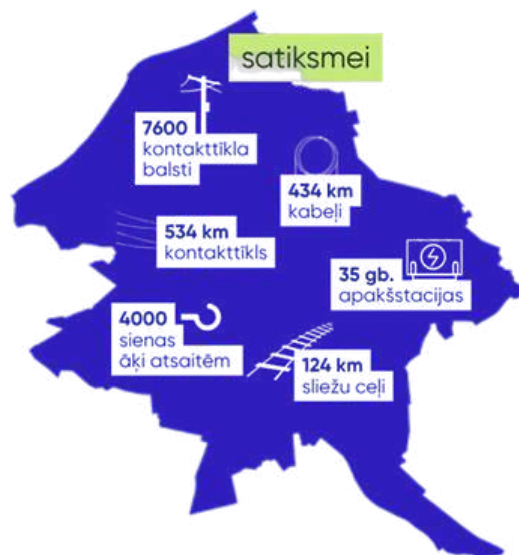 satiksmei
7600
kontakttīkla
balsti
434 km
kabeļi
534 km
kontakttīkls
35 gb.
apakšstacijas
4000
sienas
āķi atsaitēm
124 km
sliežu ceļi